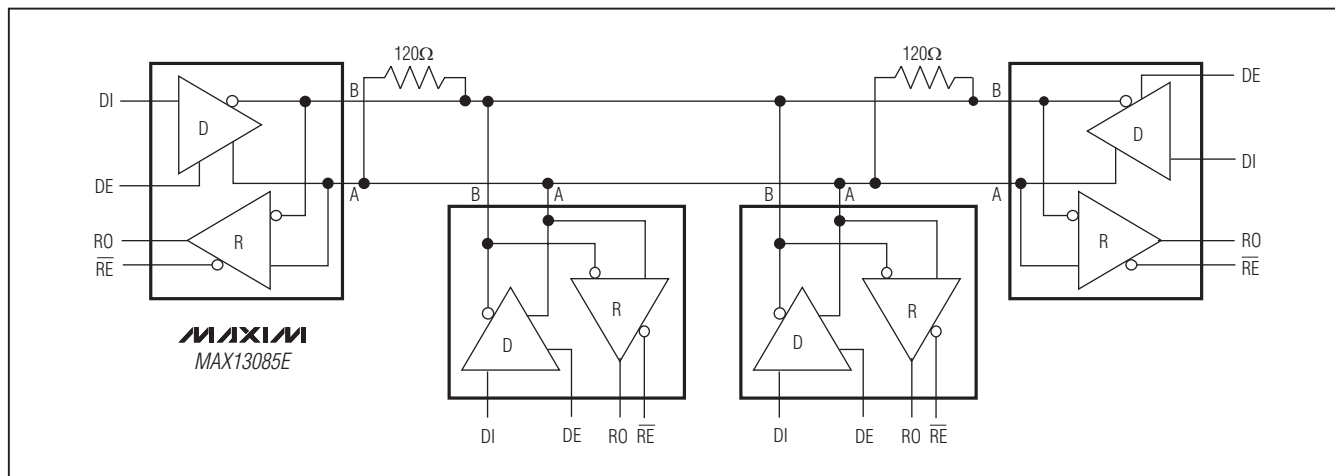 120Ω 120Ω
B B
DE
DI
D D
DI
DE
A A
B A B A
RO
R R
RO
RE
RE
R R
MAXIM
MAX13085E
D D
DI DE RO RE DI DE RO RE